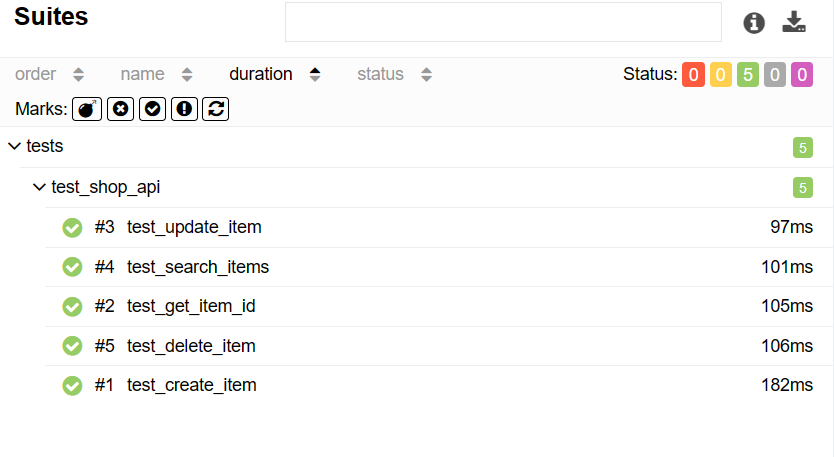 Suites
order name duration status Status: 0 0 5 0 0
Marks:
tests 5
test_shop_api 5
#3 test_update_item 97ms
#4 test_search_items 101ms
#2 test_get_item_id 105ms
#5 test_delete_item 106ms
#1 test_create_item 182ms